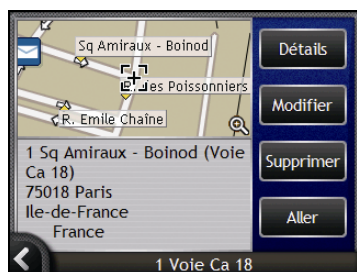 Sq Amiraux - Boinod
des Poissonniers
R. Emile Chaîne
1 Sq Amiraux - Boinod (Voie
Ca 18)
75018 Paris
Ile-de-France
France
Détails
Modifier
Supprimer
Aller
1 Voie Ca 18